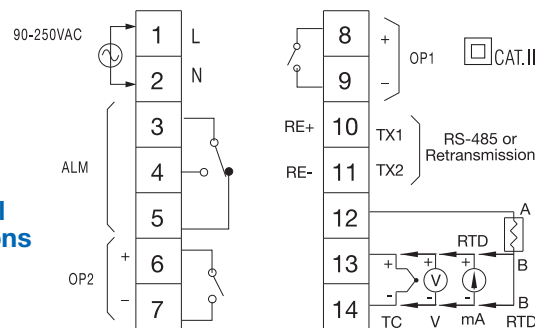 90-250VAC
1 L
2 N
3
4
5
6
7
ALM
OP2
+
−
8
9
10
11
12
13
14
+
−
OP1
CAT.II
RE+
RE-
TX1
TX2
RS-485 or
Retransmission
A
B
B
RTD
+
-
+
-
+
-
V
TC
V
mA
RTD
ons